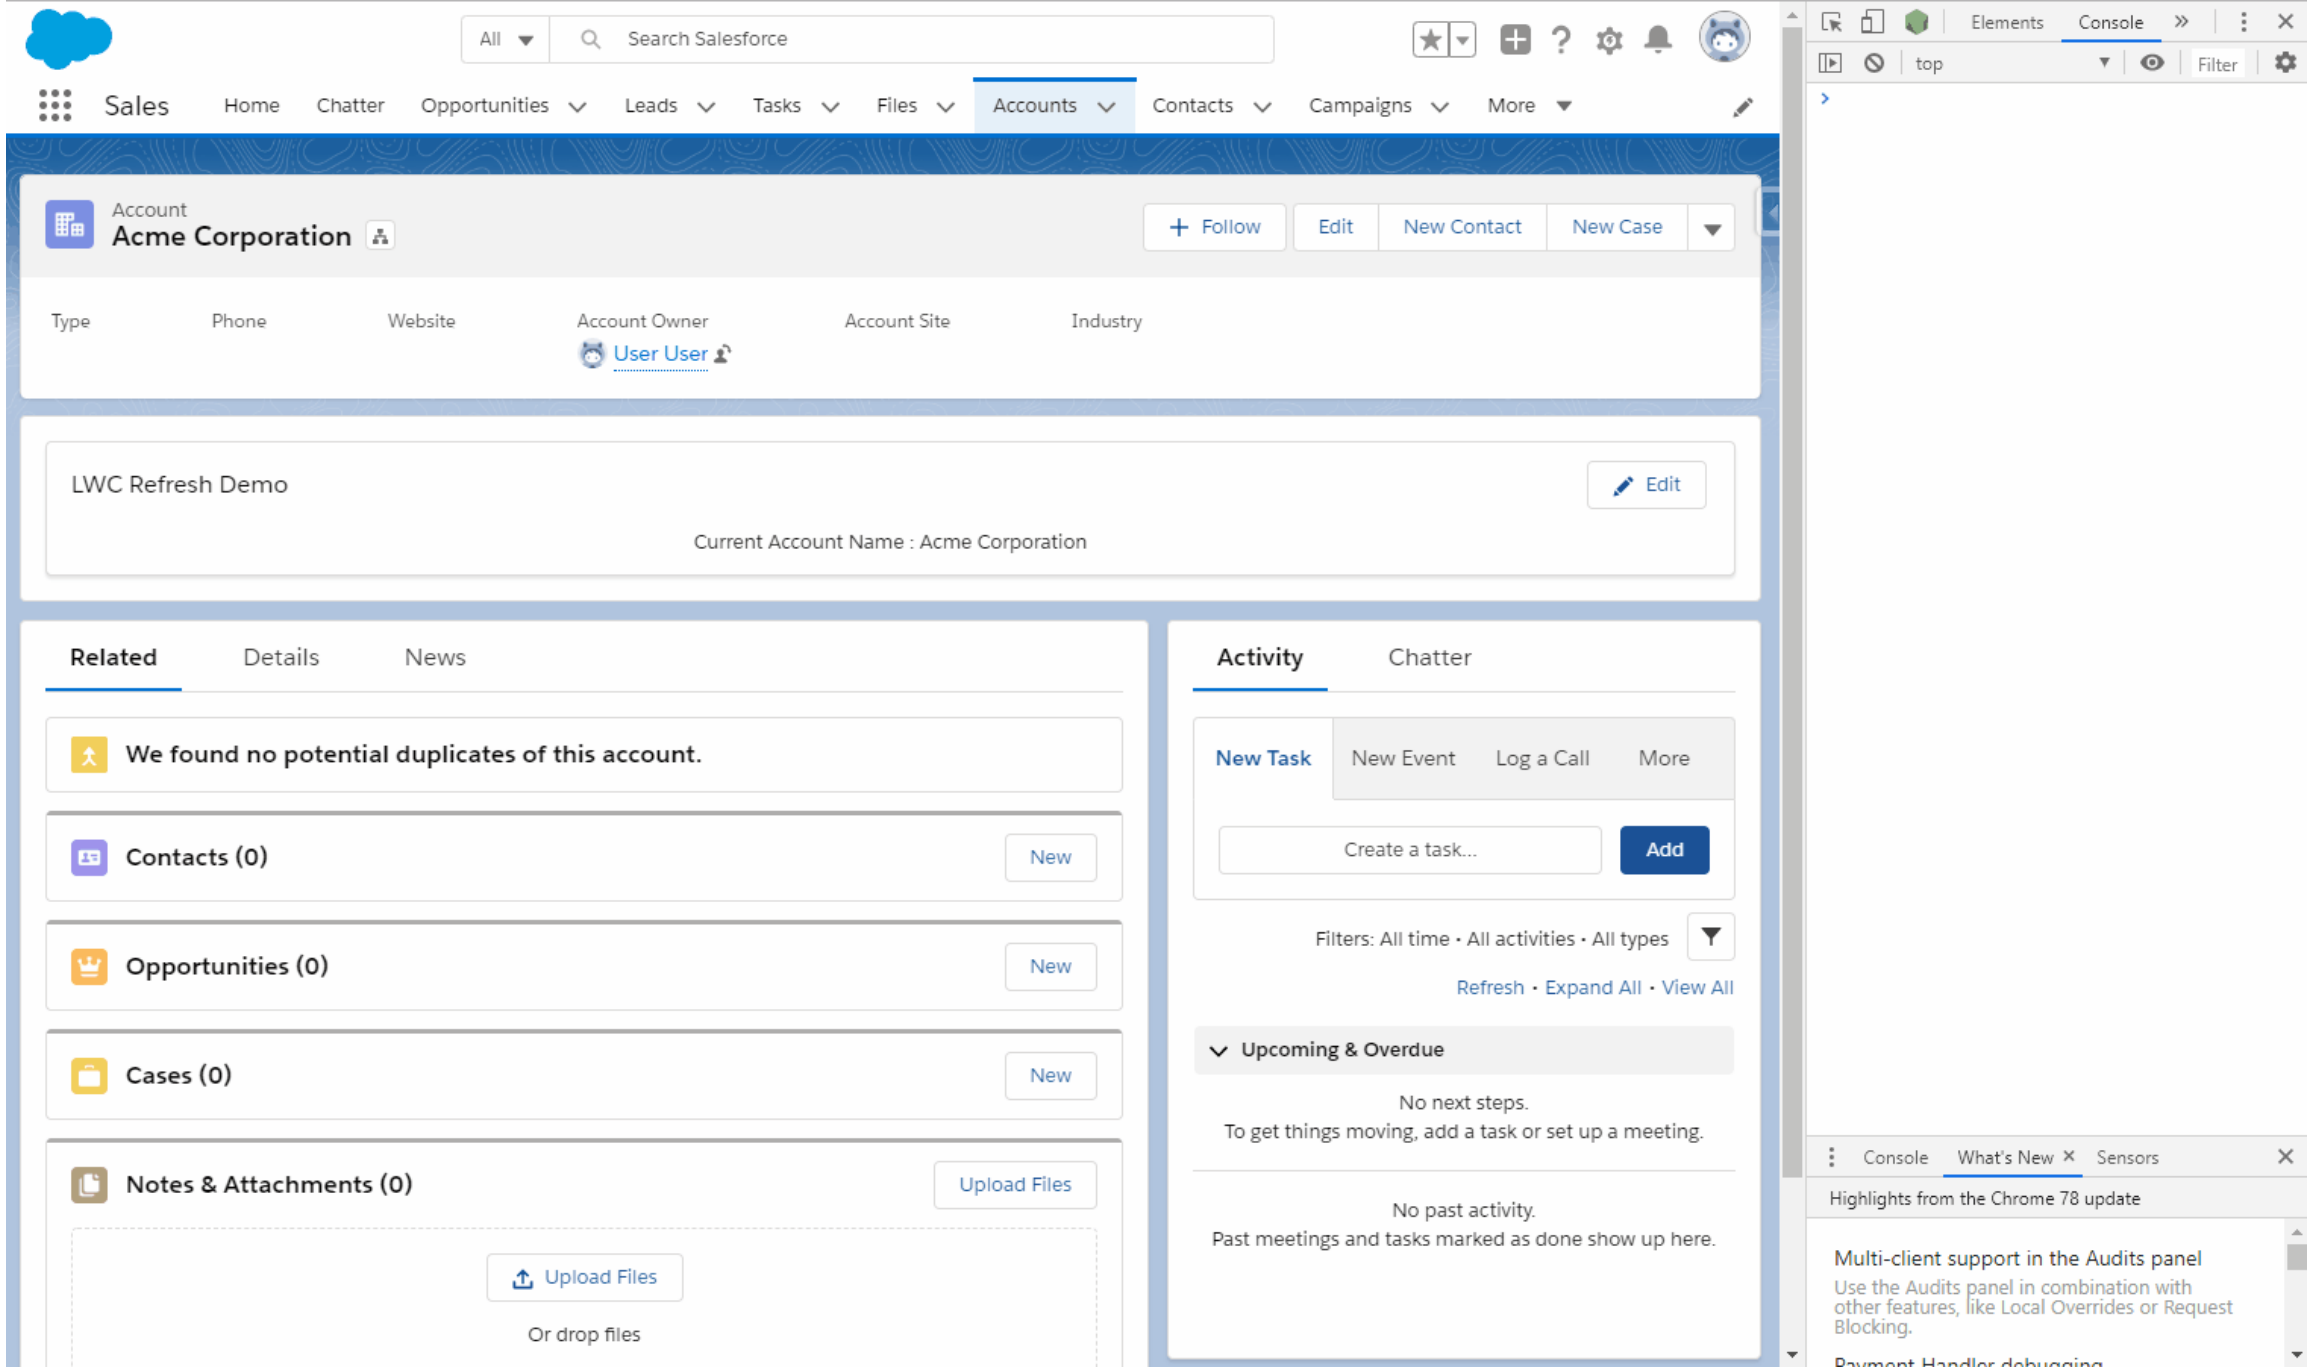 All
Search Salesforce
Sales Home Chatter Opportunities Leads Tasks Files Accounts Contacts Campaigns More
Account
Acme Corporation
Follow Edit New Contact New Case
Type Phone Website Account Owner Account Site Industry
User User
LWC Refresh Demo
Edit
Current Account Name : Acme Corporation
Related Details News
We found no potential duplicates of this account.
Contacts (0) New
Opportunities (0) New
Cases (0) New
Notes & Attachments (0) Upload Files
Upload Files
Or drop files
Activity Chatter
New Task New Event Log a Call More
Create a task... Add
Filters: All time • All activities • All types
Refresh • Expand All • View All
Upcoming & Overdue
No next steps.
To get things moving, add a task or set up a meeting.
No past activity.
Past meetings and tasks marked as done show up here.
Elements Console
top Filter
Console What's New Sensors
Highlights from the Chrome 78 update
Multi-client support in the Audits panel
Use the Audits panel in combination with
other features, like Local Overrides or Request
Blocking.
Payment Handler debugging